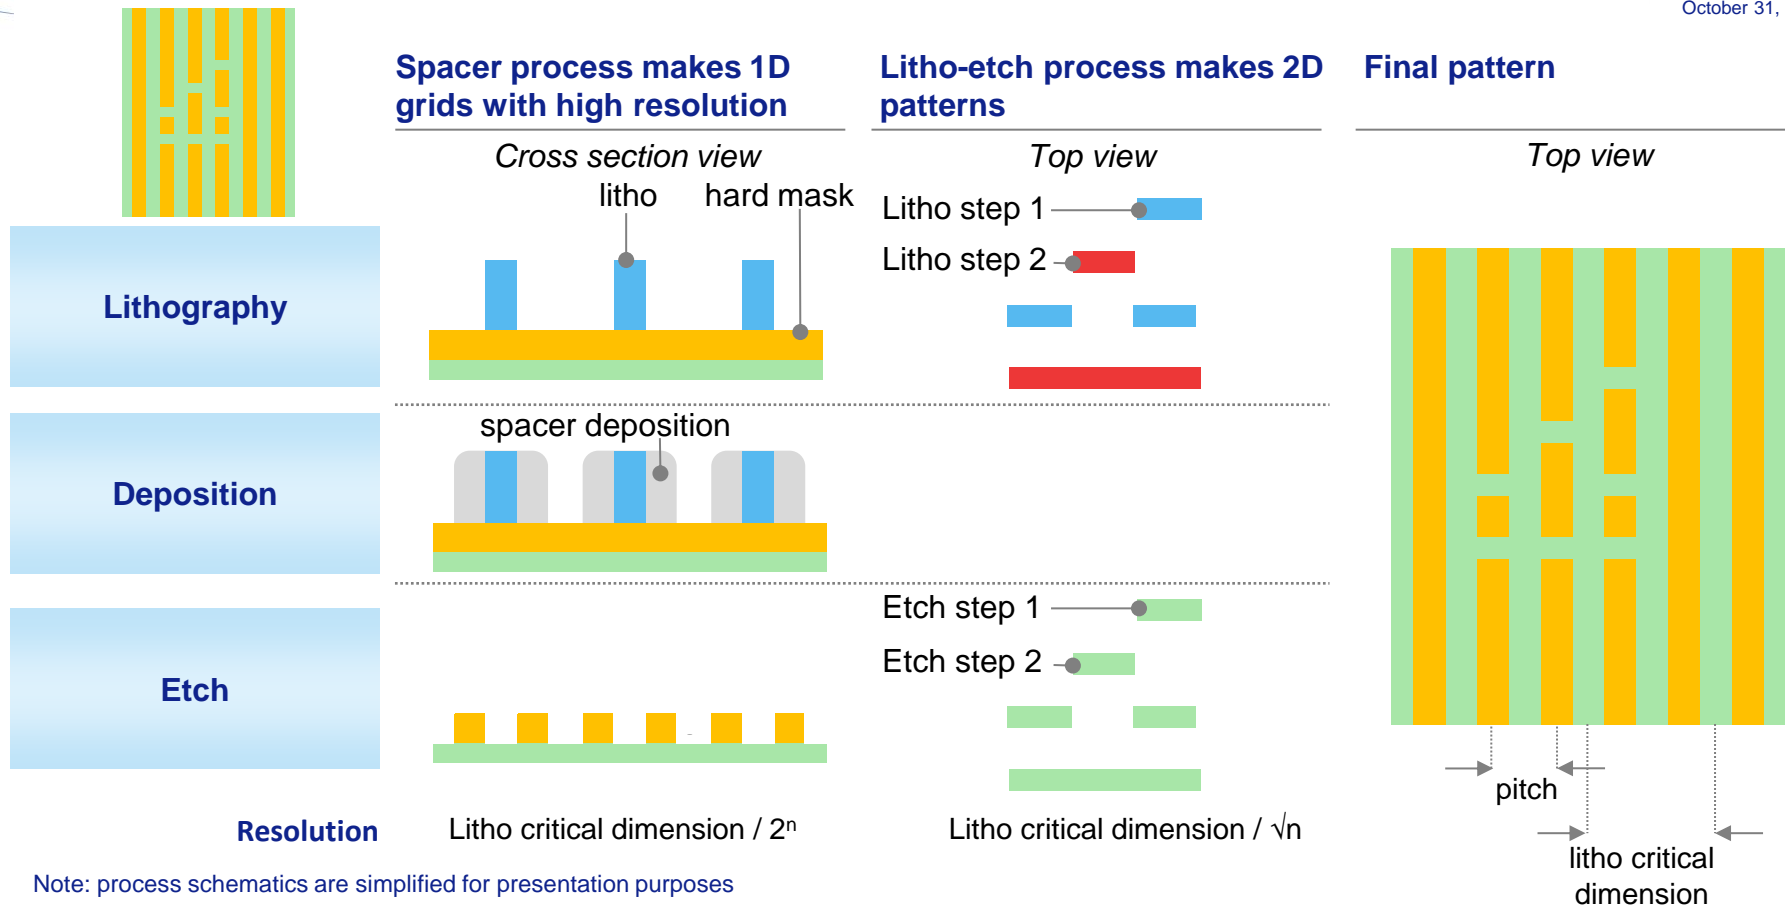 October 31,
Spacer process makes 1D
grids with high resolution
Litho-etch process makes 2D
patterns
Final pattern
Cross section view
Top view
Top view
litho
hard mask
Litho step 1
Litho step 2
Lithography
spacer deposition
Deposition
Etch step 1
Etch step 2
Etch
pitch
Resolution
Litho critical dimension / 2ⁿ
Litho critical dimension / √n
litho critical
dimension
Note: process schematics are simplified for presentation purposes